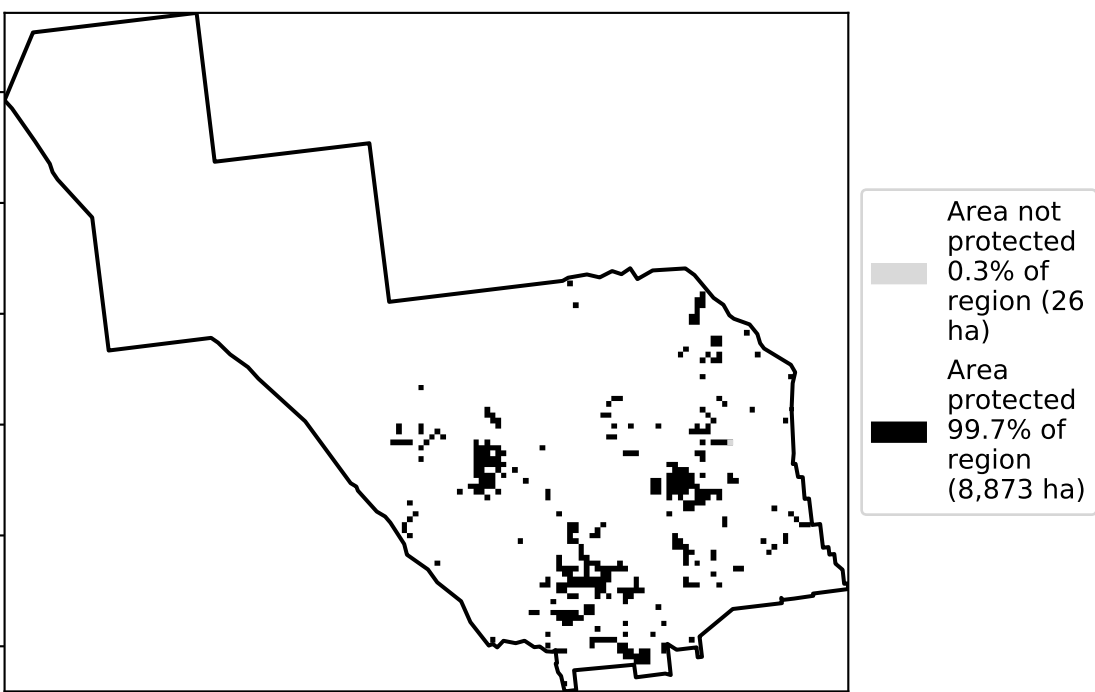 Area not
protected
0.3% of
region (26
ha)
Area
protected
99.7% of
region
(8,873 ha)